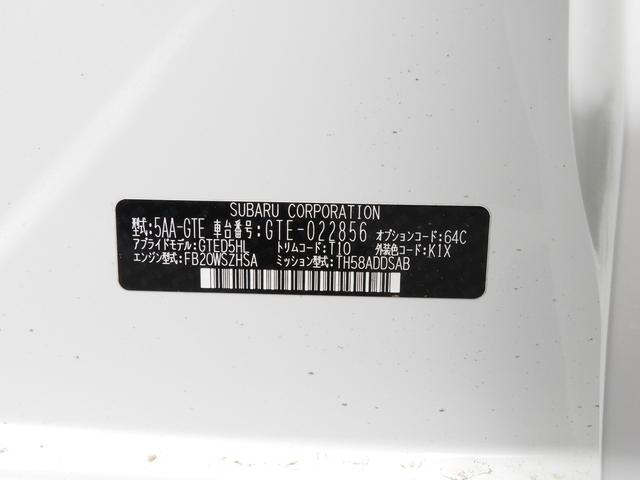 SUBARU CORPORATION
型式:5AA-GTE 車台番号:GTE-022856 オプションコード:64C
アプライドモデル:GTED5HL トリムコード:T10 外装色コード:K1X
エンジン型式:FB20WSZHSA ミッション型式:TH58ADDSAB